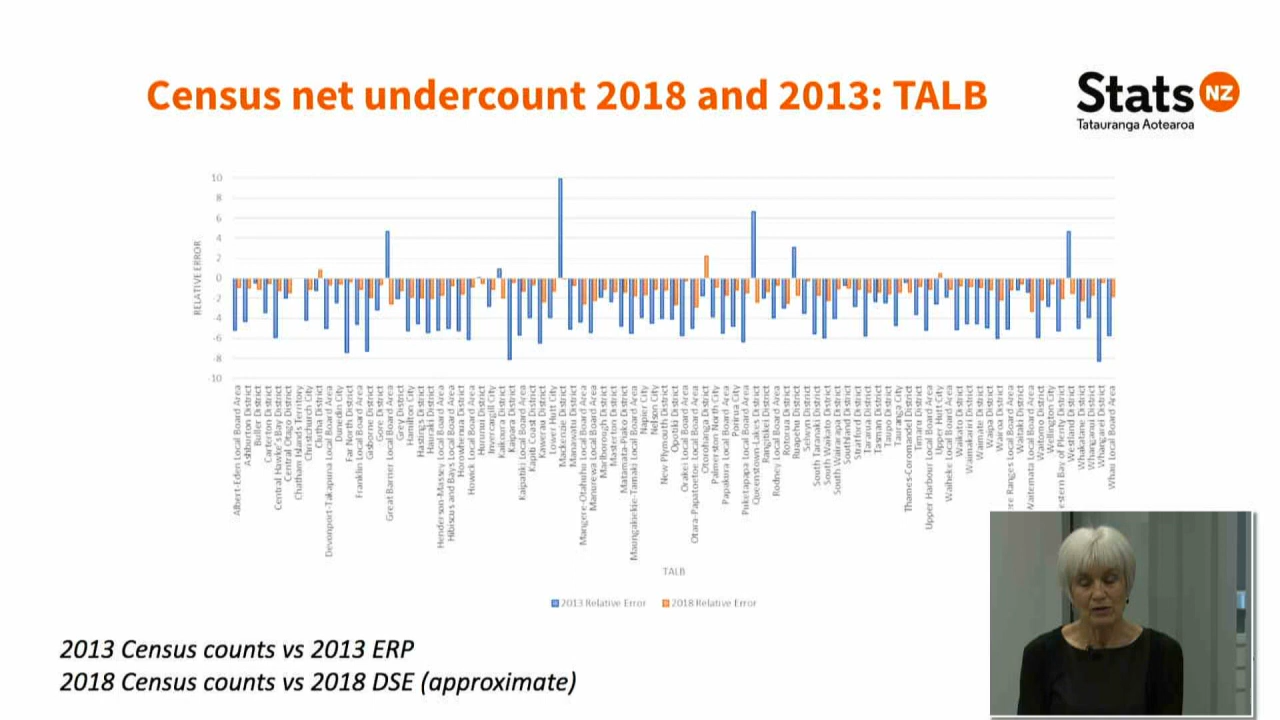 Census net undercount 2018 and 2013: TALB
Stats NZ
Tatauranga Aotearoa
RELATIVE ERROR
10
8
6
4
2
0
-2
-4
-6
-8
-10
Albert-Eden Local Board Area
Ashburton District
Buller District
Carterton District
Central Hawke's Bay District
Central Otago District
Chatham Islands Territory
Christchurch City
Clutha District
Devonport-Takapuna Local Board Area
Dunedin City
Far North District
Franklin Local Board Area
Gisborne District
Gore District
Great Barrier Local Board Area
Grey District
Hamilton City
Hastings District
Hauraki District
Henderson-Massey Local Board Area
Hibiscus and Bays Local Board Area
Horowhenua District
Howick Local Board Area
Hurunui District
Invercargill City
Kaikoura District
Kaipara District
Kaipatiki Local Board Area
Kapiti Coast District
Kawerau District
Lower Hutt City
Mackenzie District
Manawatu District
Mangere-Otahuhu Local Board Area
Manurewa Local Board Area
Marlborough District
Masterton District
Matamata-Piako District
Maungakiekie-Tamaki Local Board Area
Napier City
Nelson City
New Plymouth District
Opotiki District
Orakei Local Board Area
Otara-Papatoetoe Local Board Area
Otorohanga District
Palmerston North City
Papakura Local Board Area
Porirua City
Puketapapa Local Board Area
Queenstown-Lakes District
Rangitikei District
Rodney Local Board Area
Rotorua District
Ruapehu District
Selwyn District
South Taranaki District
South Waikato District
South Wairarapa District
Southland District
Stratford District
Tararua District
Tasman District
Taupo District
Tauranga City
Thames-Coromandel District
Timaru District
Upper Harbour Local Board Area
Upper Hutt City
Waiheke Local Board Area
Waikato District
Waimakariri District
Waimate District
Waipa District
Wairoa District
ere Ranges Local Board Area
Waitaki District
Waitemata Local Board Area
Waitomo District
Wellington City
estern Bay of Plenty District
Westland District
Whakatane District
Whanganui District
Whangarei District
Whau Local Board Area
TALB
2013 Relative Error
2018 Relative Error
2013 Census counts vs 2013 ERP
2018 Census counts vs 2018 DSE (approximate)